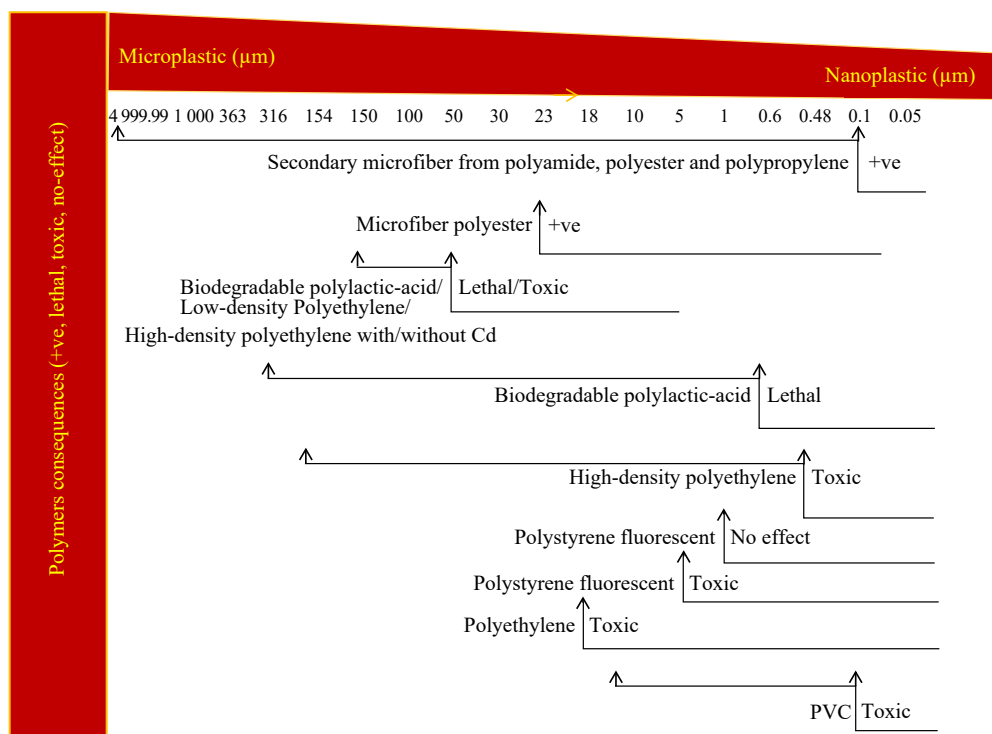 Microplastic (µm)
Nanoplastic (µm)
Polymers consequences (+ve, lethal, toxic, no-effect)
4 999.99 1 000 363 316 154 150 100 50 30 23 18 10 5 1 0.6 0.48 0.1 0.05
Secondary microfiber from polyamide, polyester and polypropylene +ve
Microfiber polyester +ve
Biodegradable polylactic-acid/ Lethal/Toxic
Low-density Polyethylene/
High-density polyethylene with/without Cd
Biodegradable polylactic-acid Lethal
High-density polyethylene Toxic
Polystyrene fluorescent No effect
Polystyrene fluorescent Toxic
Polyethylene Toxic
PVC Toxic